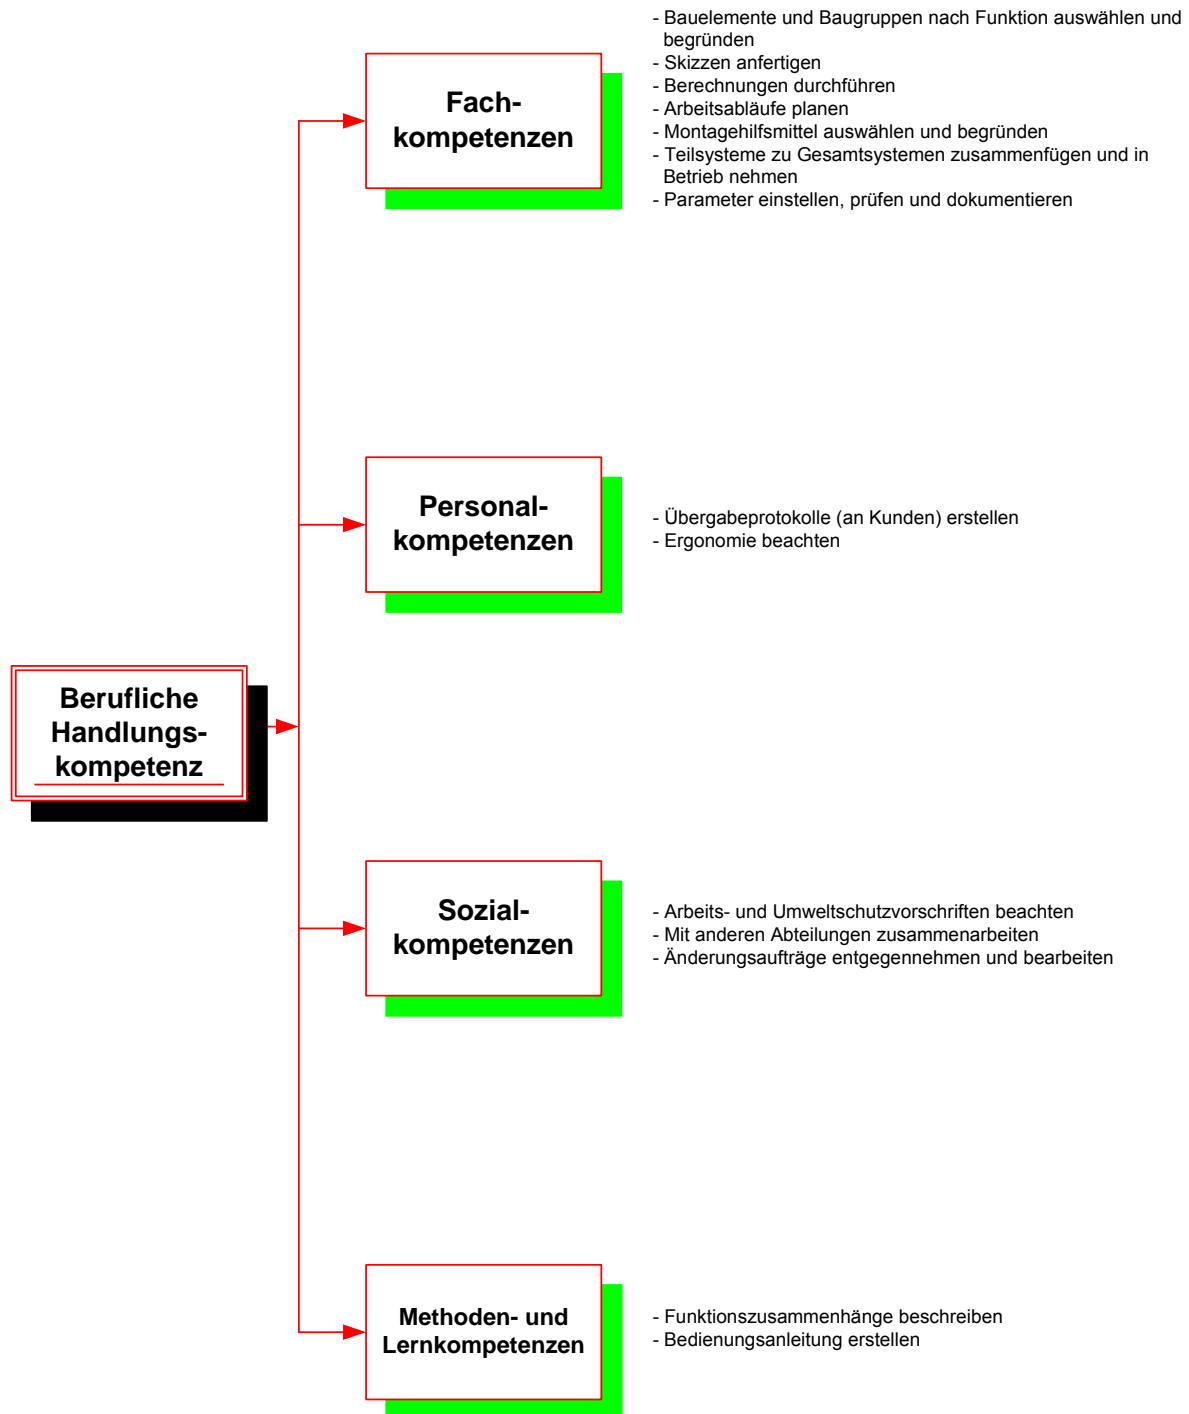 - Bauelemente und Baugruppen nach Funktion auswählen und
begründen
- Skizzen anfertigen
- Berechnungen durchführen
- Arbeitsabläufe planen
- Montagehilfsmittel auswählen und begründen
- Teilsysteme zu Gesamtsystemen zusammenfügen und in
Betrieb nehmen
- Parameter einstellen, prüfen und dokumentieren
Fach-
kompetenzen
Personal-
kompetenzen
- Übergabeprotokolle (an Kunden) erstellen
- Ergonomie beachten
Berufliche
Handlungs-
kompetenz
Sozial-
kompetenzen
- Arbeits- und Umweltschutzvorschriften beachten
- Mit anderen Abteilungen zusammenarbeiten
- Änderungsaufträge entgegennehmen und bearbeiten
Methoden- und
Lernkompetenzen
- Funktionszusammenhänge beschreiben
- Bedienungsanleitung erstellen